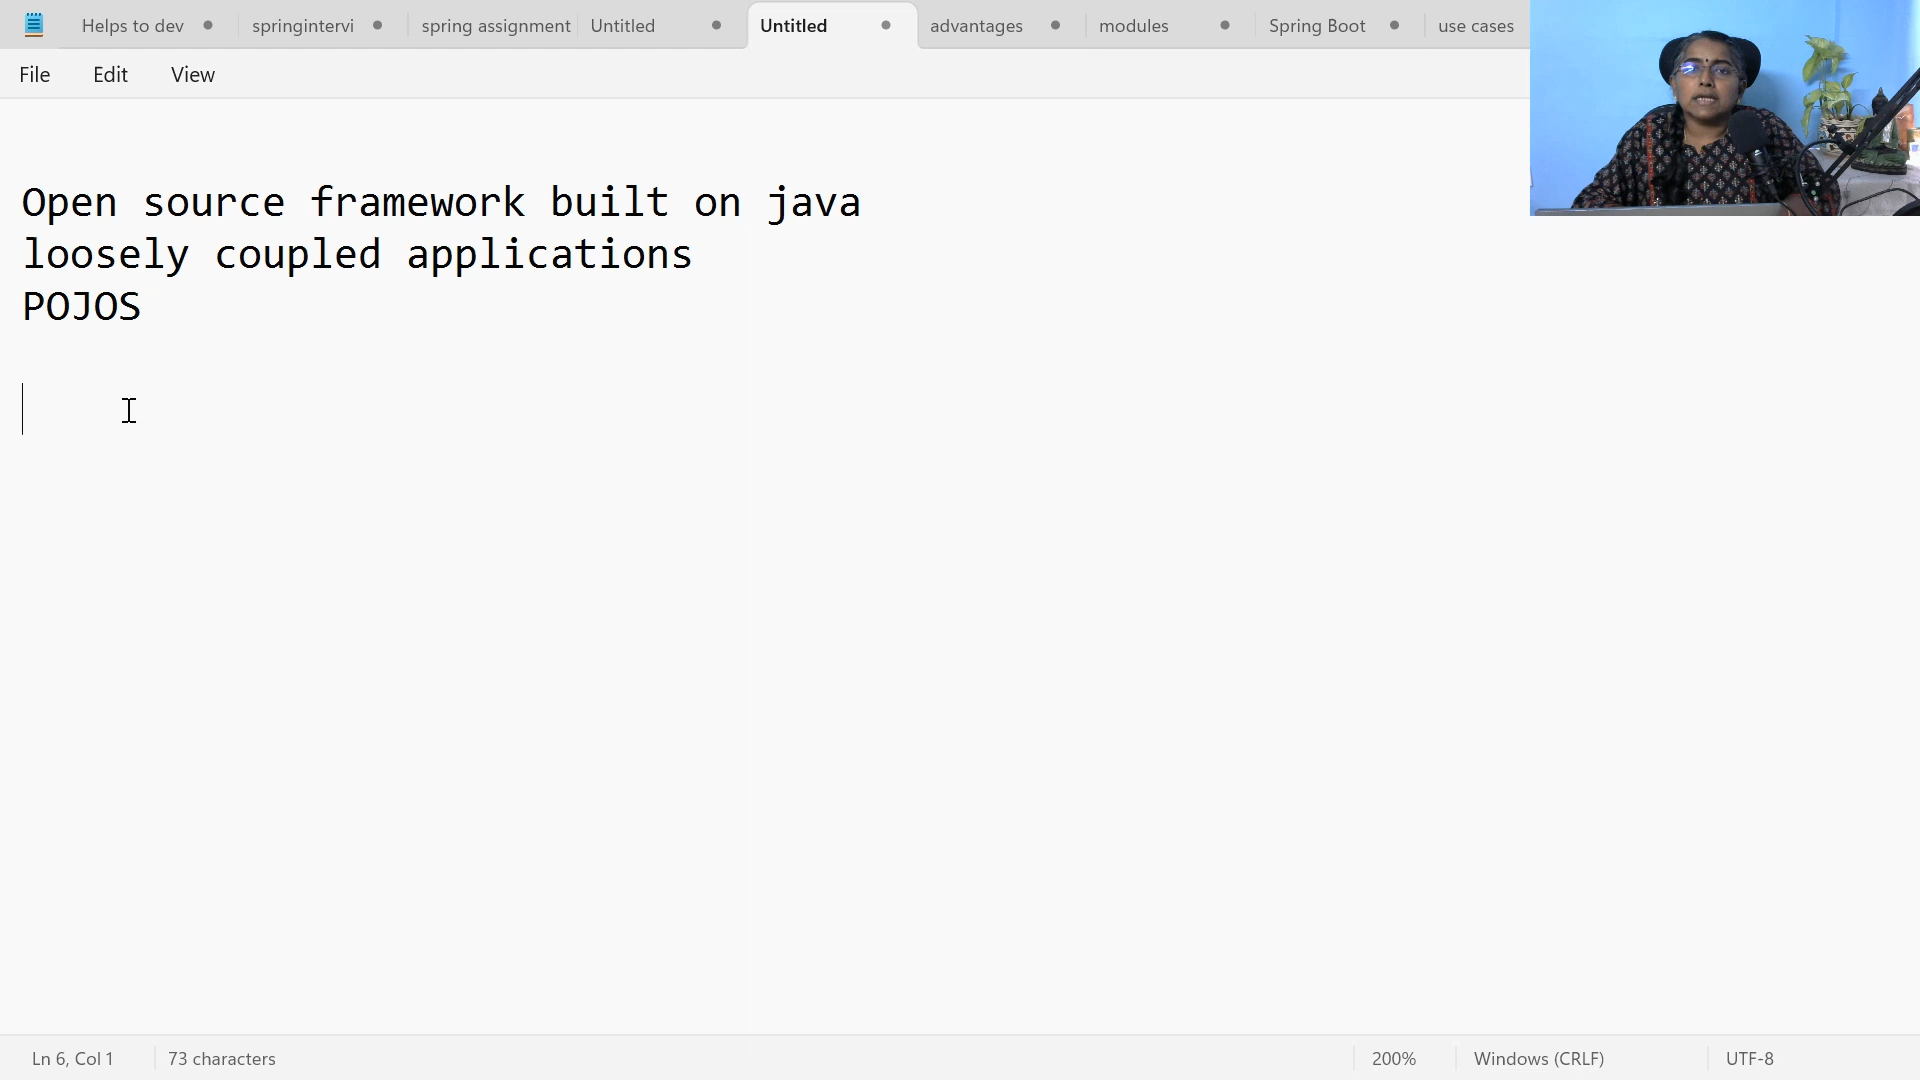 Helps to dev springintervi spring assignment Untitled Untitled advantages modules Spring Boot use cases
File Edit View
Open source framework built on java
loosely coupled applications
POJOS
Ln 6, Col 1 73 characters 200% Windows (CRLF) UTF-8